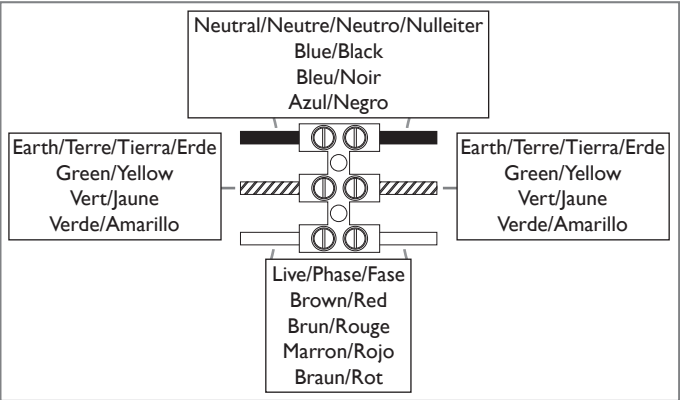 Neutral/Neutre/Neutro/Nulleiter
Blue/Black
Bleu/Noir
Azul/Negro
Earth/Terre/Tierra/Erde
Green/Yellow
Vert/Jaune
Verde/Amarillo
Earth/Terre/Tierra/Erde
Green/Yellow
Vert/Jaune
Verde/Amarillo
Live/Phase/Fase
Brown/Red
Brun/Rouge
Marron/Rojo
Braun/Rot